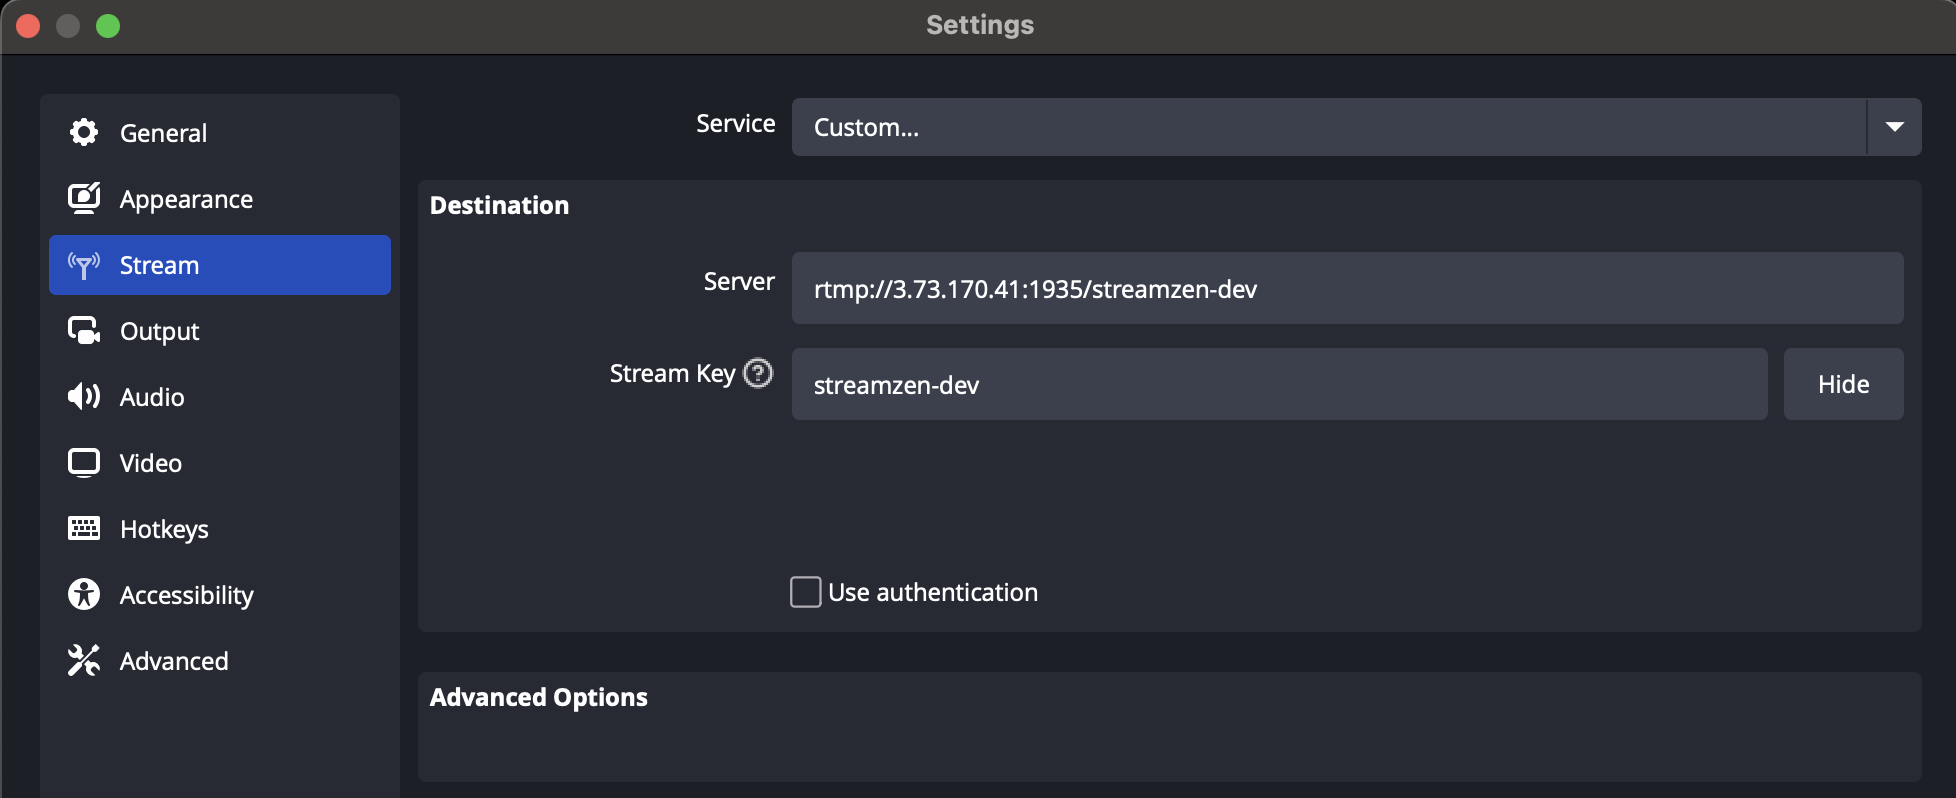 Settings
General
Appearance
Stream
Output
Audio
Video
Hotkeys
Accessibility
Advanced
Service
Custom...
Destination
Server
rtmp://3.73.170.41:1935/streamzen-dev
Stream Key ?
streamzen-dev
Hide
Use authentication
Advanced Options